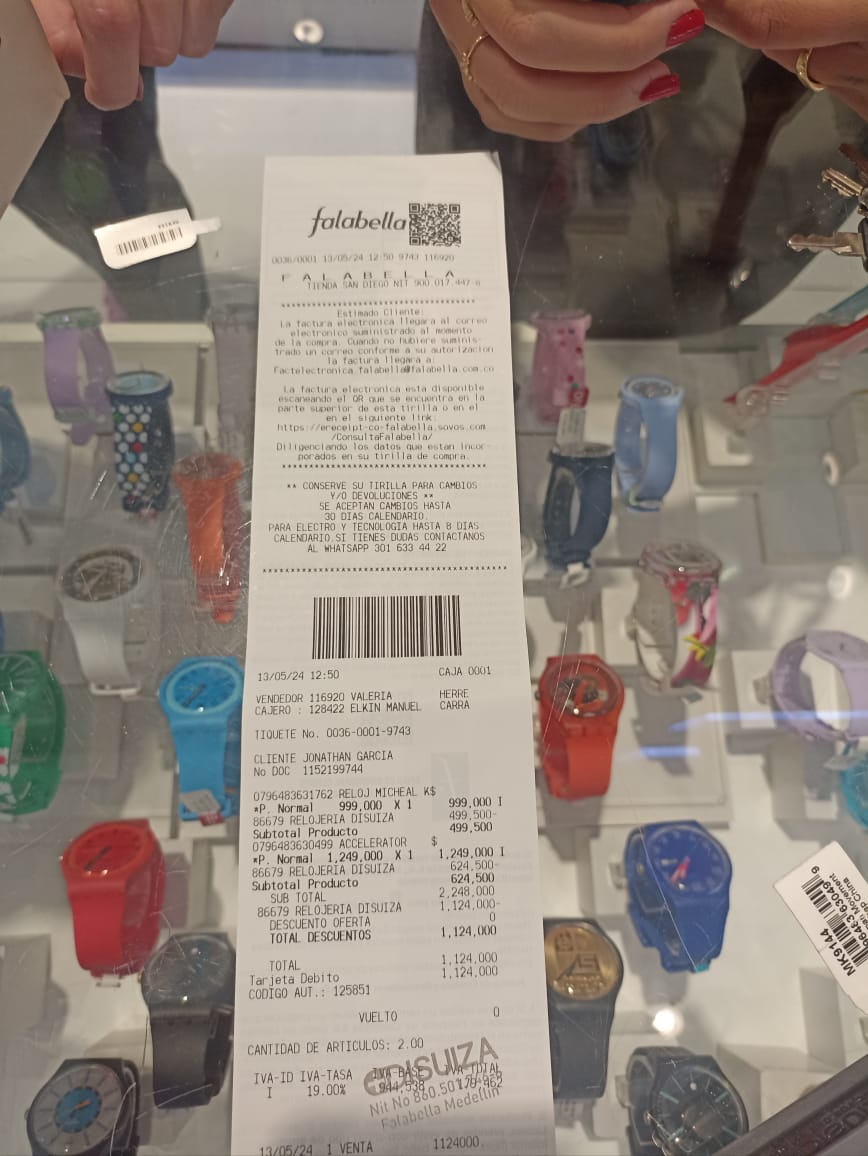 falabella
0036/0001 13/05/24 12:50 9743 116920
F A L A B E L L A
TIENDA SAN DIEGO NIT 900.017.447-8
Estimado Cliente:
La factura electronica llegara al correo
electronico suministrado al momento
de la compra. Cuando no hubiere suminis-
trado un correo conforme a su autorizacion
la factura llegara a:
Factelectronica.falabella@falabella.com.co
La factura electronica esta disponible
escaneando el QR que se encuentra en la
parte superior de esta tirilla o en el
en el siguiente link:
https://ereceipt-co-falabella.sovos.com
/ConsultaFalabella/
Diligenciando los datos que estan incor-
porados en su tirilla de compra.
** CONSERVE SU TIRILLA PARA CAMBIOS
Y/O DEVOLUCIONES **
SE ACEPTAN CAMBIOS HASTA
30 DIAS CALENDARIO.
PARA ELECTRO Y TECNOLOGIA HASTA 8 DIAS
CALENDARIO.SI TIENES DUDAS CONTACTANOS
AL WHATSAPP 301 633 44 22
13/05/24 12:50 CAJA 0001
VENDEDOR 116920 VALERIA HERRE
CAJERO : 128422 ELKIN MANUEL CARRA
TIQUETE No. 0036-0001-9743
CLIENTE JONATHAN GARCIA
No DOC 1152199744
0796483631762 RELOJ MICHEAL K$
*P. Normal 999,000 X 1 999,000 I
86679 RELOJERIA DISUIZA 499,500-
Subtotal Producto 499,500
0796483630499 ACCELERATOR $
*P. Normal 1,249,000 X 1 1,249,000 I
86679 RELOJERIA DISUIZA 624,500-
Subtotal Producto 624,500
SUB TOTAL 2,248,000
86679 RELOJERIA DISUIZA 1,124,000-
DESCUENTO OFERTA 0
TOTAL DESCUENTOS 1,124,000
TOTAL 1,124,000
Tarjeta Debito 1,124,000
CODIGO AUT.: 125851
VUELTO 0
CANTIDAD DE ARTICULOS: 2.00
IVA-ID IVA-TASA IVA-BASE IVA-TOTAL
I 19.00% 944,538 179,462
DISUIZA
Falabella Medellin
13/05/24 1 VENTA 1124000
MK9144